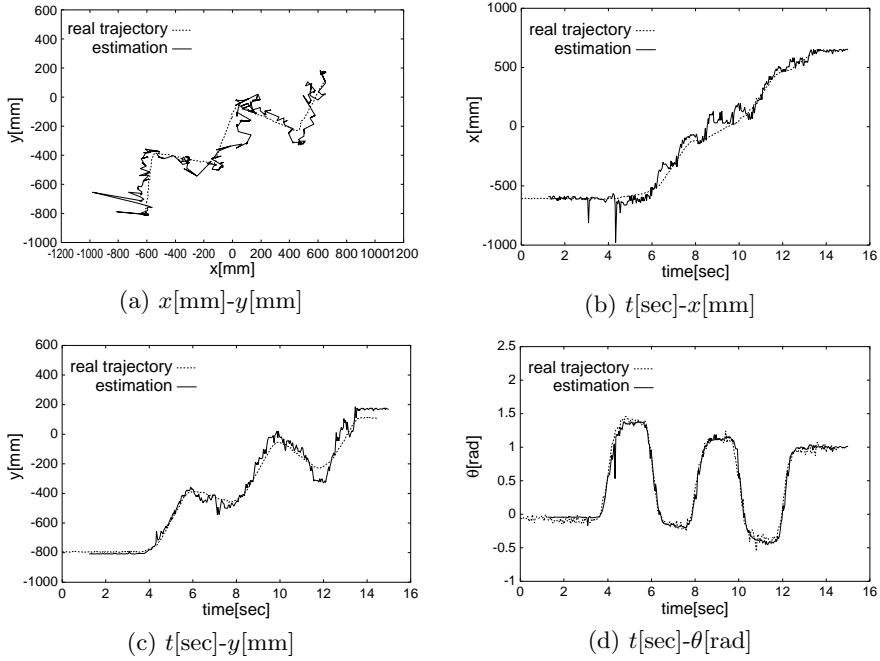 600
400
200
0
-200
-400
-600
-800
-1000
y[mm]
real trajectory
estimation
-1200 -1000 -800 -600 -400 -200 0 200 400 600 800 1000 1200
x[mm]
(a) x[mm]-y[mm]
1000
500
0
-500
-1000
x[mm]
real trajectory
estimation
0 2 4 6 8 10 12 14 16
time[sec]
(b) t[sec]-x[mm]
600
400
200
0
-200
-400
-600
-800
-1000
y[mm]
real trajectory
estimation
0 2 4 6 8 10 12 14 16
time[sec]
(c) t[sec]-y[mm]
2.5
2
1.5
1
0.5
0
-0.5
-1
θ[rad]
real trajectory
estimation
0 2 4 6 8 10 12 14 16
time[sec]
(d) t[sec]-θ[rad]